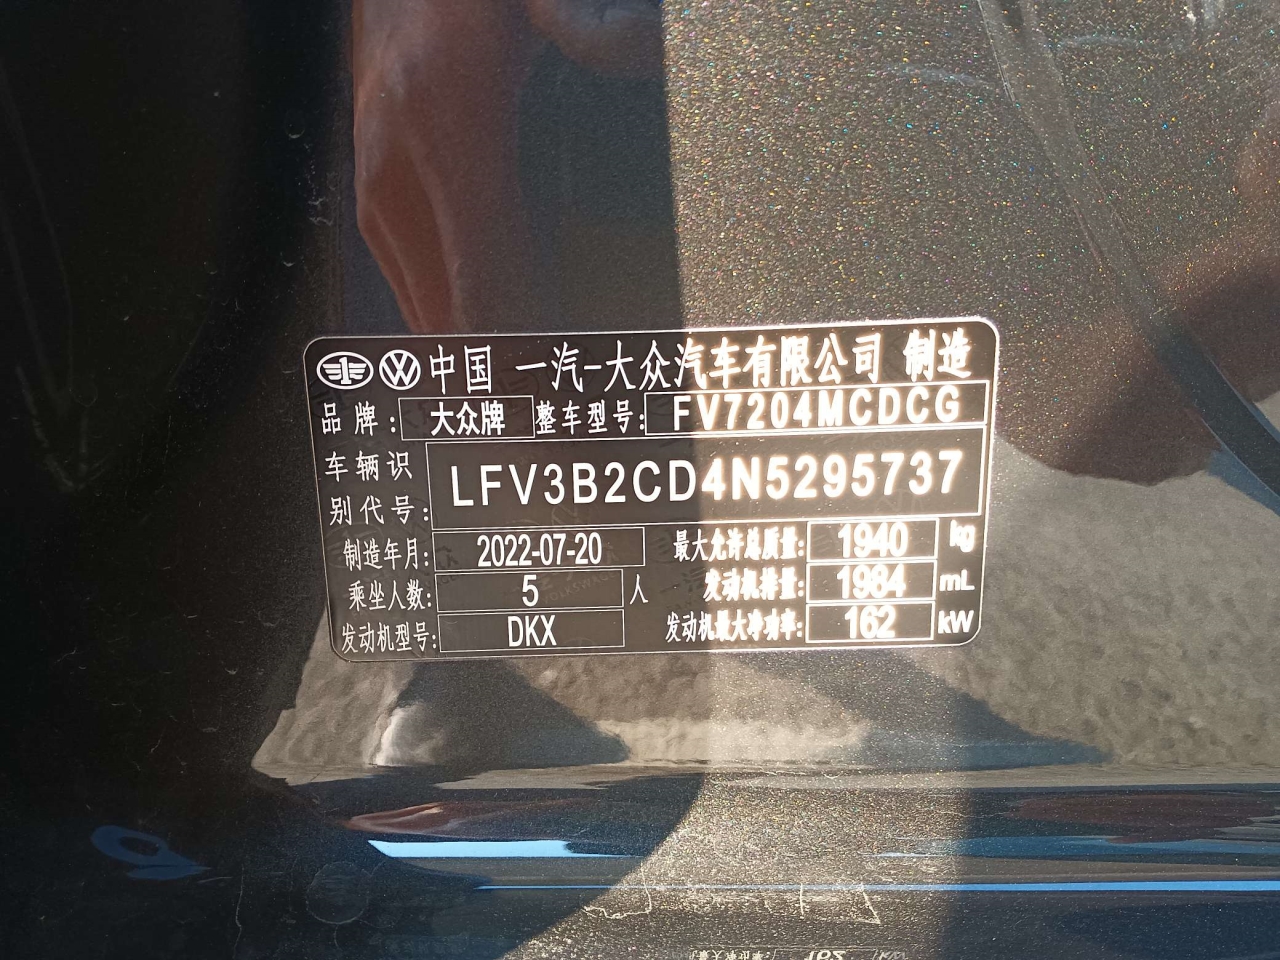 中国 一汽-大众汽车有限公司 制造
品牌: 大众牌 整车型号: FV7204MCDCG
车辆识别代号: LFV3B2CD4N5295737
制造年月: 2022-07-20 最大允许总质量: 1940 kg
乘坐人数: 5 人 发动机排量: 1984 mL
发动机型号: DKX 发动机最大净功率: 162 kW